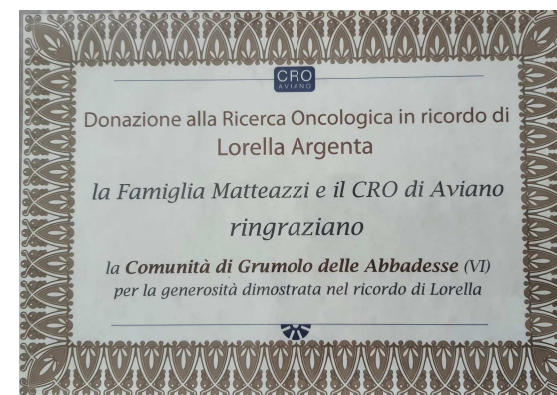 CRO
AVIANO
Donazione alla Ricerca Oncologica in ricordo di
Lorella Argenta
la Famiglia Matteazzi e il CRO di Aviano
ringraziano
la Comunità di Grumolo delle Abbadesse (VI)
per la generosità dimostrata nel ricordo di Lorella